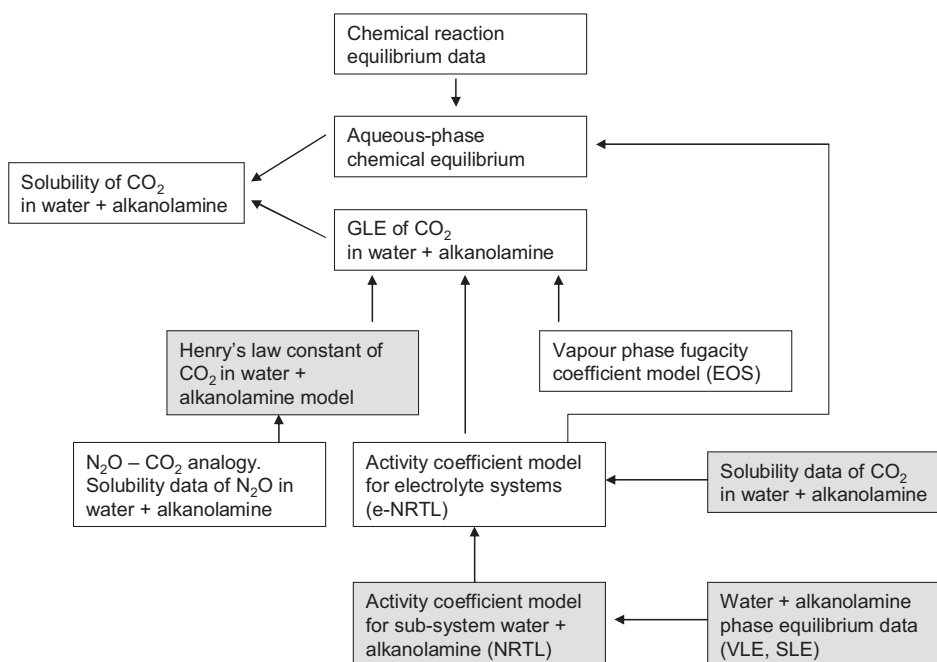 Chemical reaction
equilibrium data
Aqueous-phase
chemical equilibrium
Solubility of CO₂
in water + alkanolamine
GLE of CO₂
in water + alkanolamine
Henry's law constant of
CO₂ in water +
alkanolamine model
Vapour phase fugacity
coefficient model (EOS)
N₂O – CO₂ analogy.
Solubility data of N₂O in
water + alkanolamine
Activity coefficient model
for electrolyte systems
(e-NRTL)
Solubility data of CO₂
in water + alkanolamine
Activity coefficient model
for sub-system water +
alkanolamine (NRTL)
Water + alkanolamine
phase equilibrium data
(VLE, SLE)